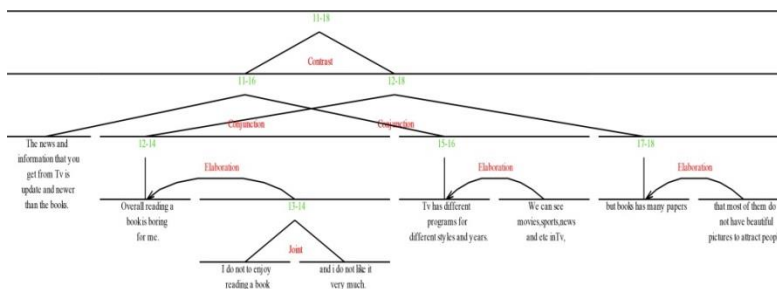 11-18
Contrast
11-16
12-18
Conjunction
Conjunction
The news and
information that you
get from Tv is
update and newer
than the books.
12-14
15-16
17-18
Elaboration
Elaboration
Elaboration
Overall reading a
book is boring
for me.
13-14
Tv has different
programs for
different styles and years.
We can see
movies,sports,news
and etc inTv,
but books has many papers
that most of them do
not have beautiful
pictures to attract peopl
Joint
I do not to enjoy
reading a book
and i do not like it
very much.